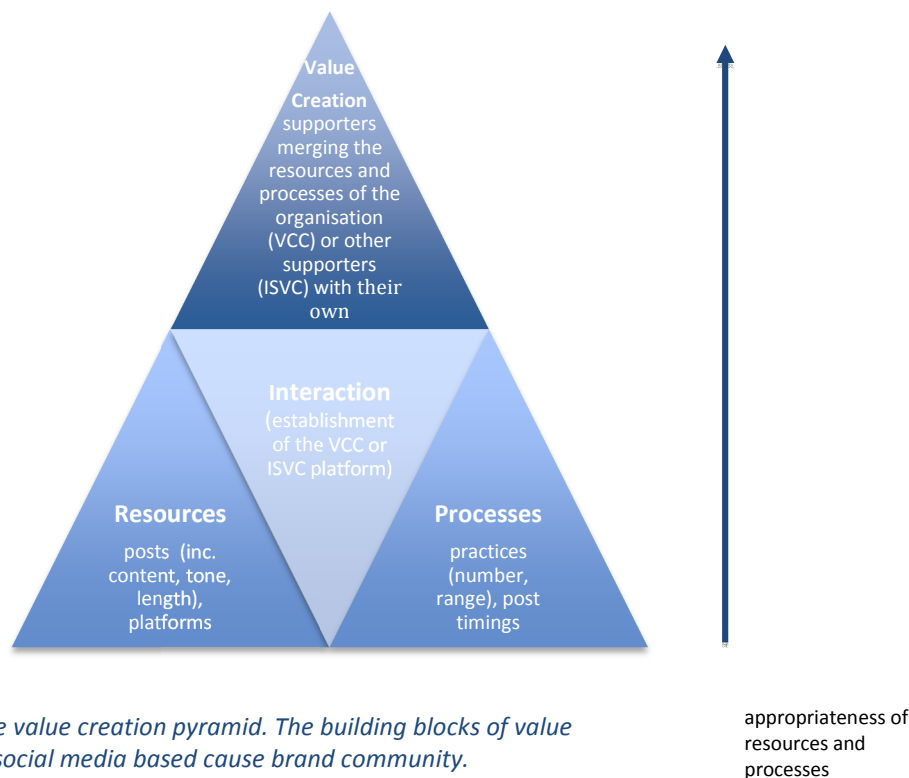 Value
Creation
supporters
merging the
resources and
processes of the
organisation
(VCC) or other
supporters
(ISVC) with their
own
Interaction
(establishment
of the VCC or
ISVC platform)
Resources
posts (inc.
content, tone,
length),
platforms
Processes
practices
(number,
range), post
timings
value creation pyramid. The building blocks of value
social media based cause brand community.
appropriateness of
resources and
processes